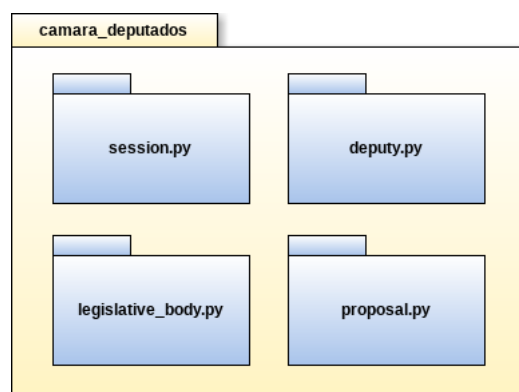 camara_deputados
session.py
deputy.py
legislative_body.py
proposal.py